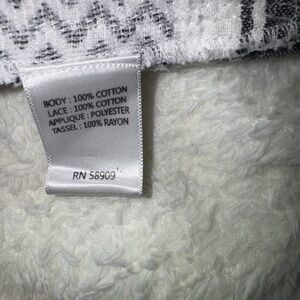 BODY : 100% COTTON
LACE : 100% COTTON
APPLIQUE : POLYESTER
TASSEL : 100% RAYON
RN 58909